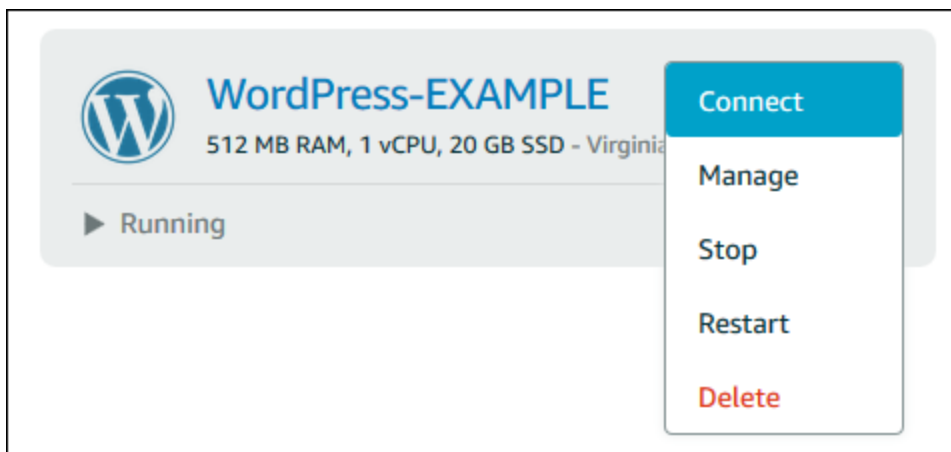 WordPress-EXAMPLE
512 MB RAM, 1 vCPU, 20 GB SSD - Virginia
Running
Connect
Manage
Stop
Restart
Delete